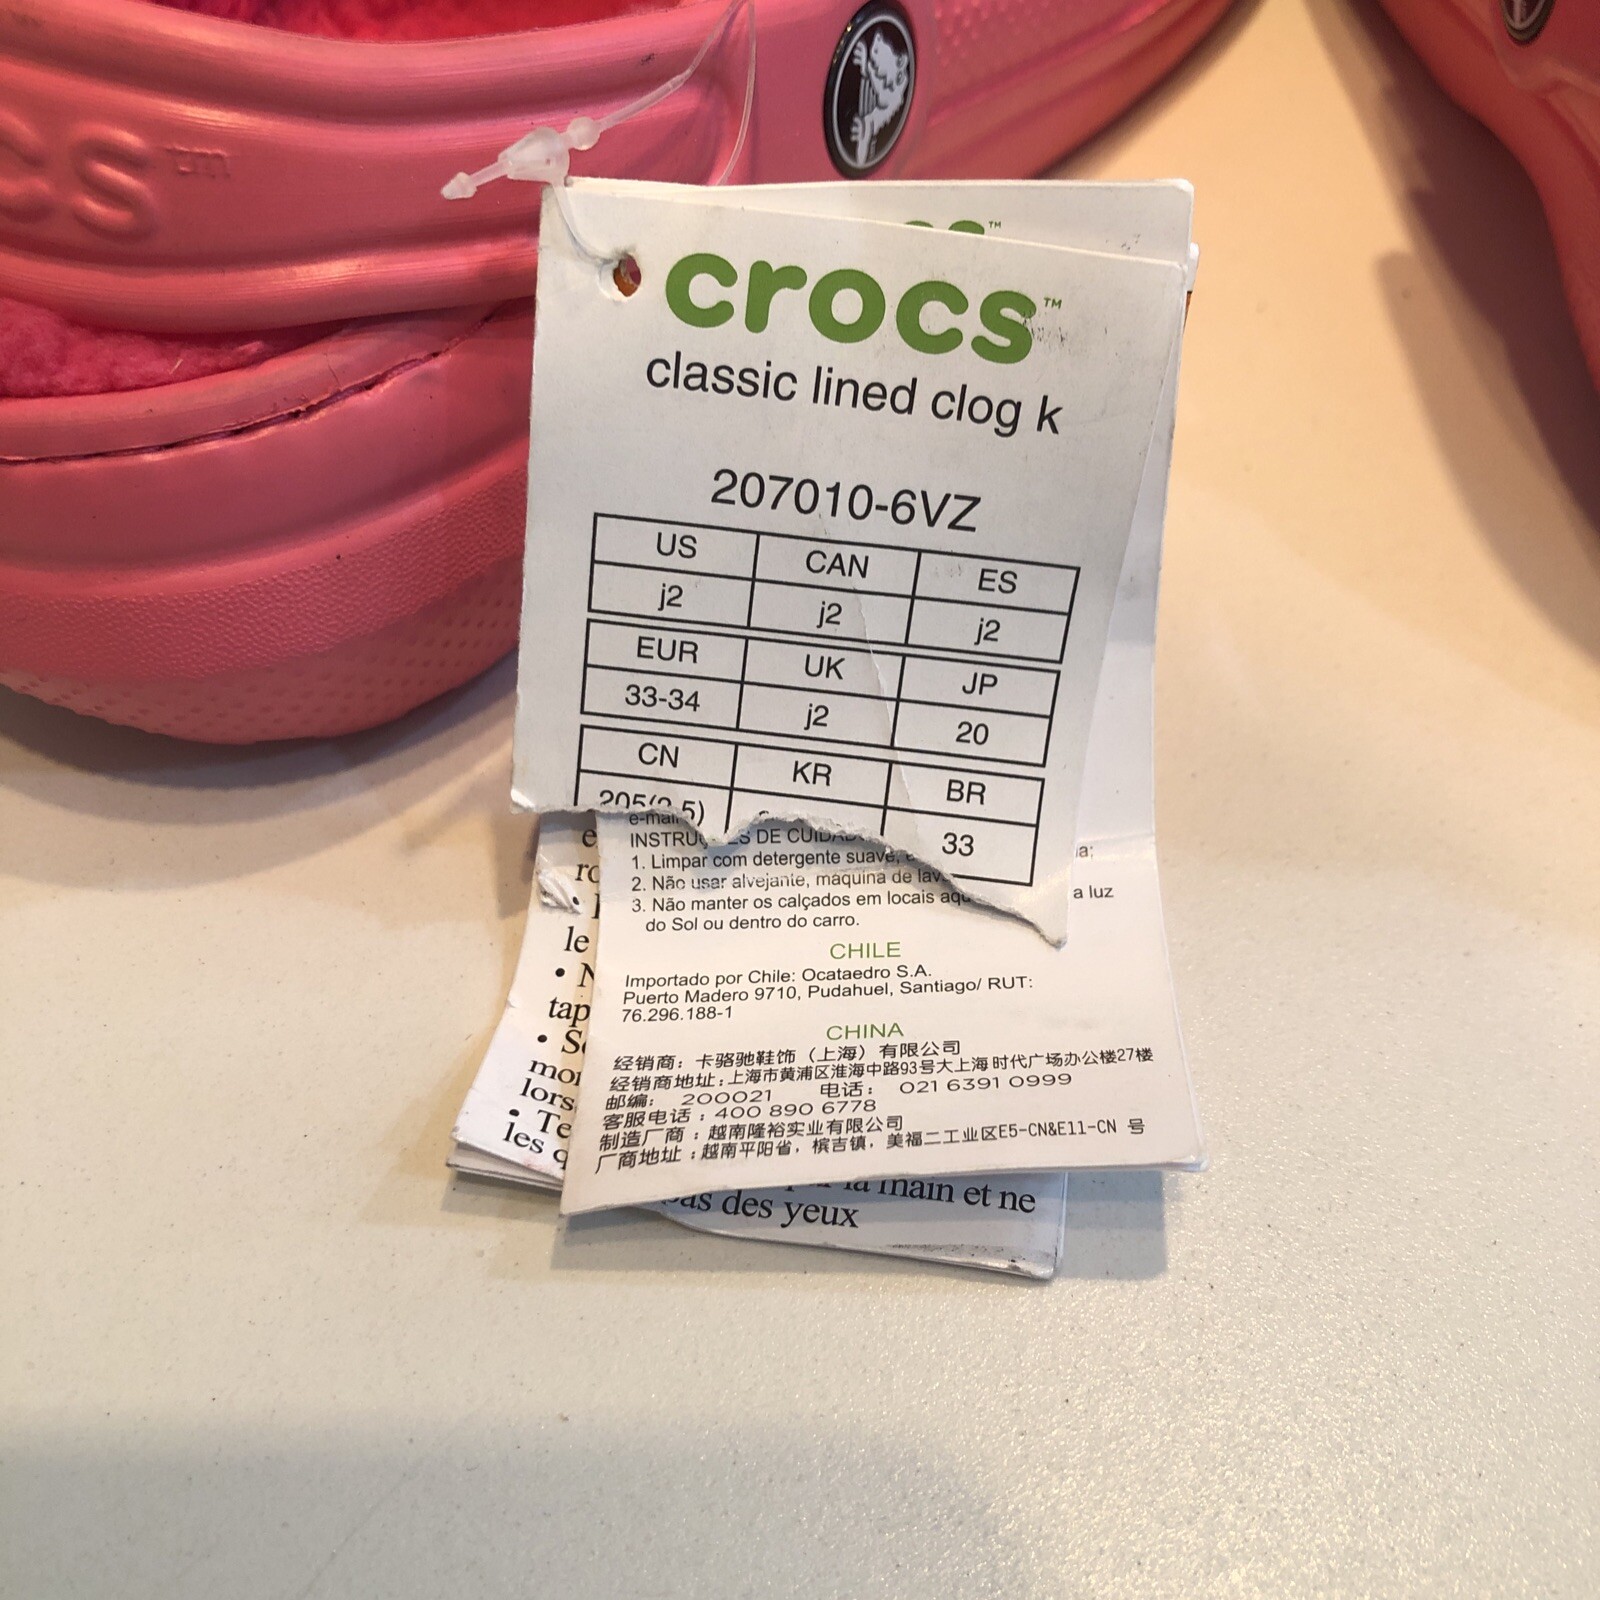 cs™
crocs™
classic lined clog k
207010-6VZ
US CAN ES
j2 j2 j2
EUR UK JP
33-34 j2 20
CN KR BR
33
e-mail
DE
1. Limpar com detergente suave,
2. Não usar alvejante, máquina de
3. Não manter os calçados em locais
a luz
do Sol ou dentro do carro.
CHILE
Importado por Chile: Ocataedro S.A.
Puerto Madero 9710, Pudahuel, Santiago/ RUT:
76.296.188-1
CHINA
经销商：卡骆驰鞋饰（上海）有限公司
经销商地址：上海市黄浦区淮海中路93号大上海时代广场办公楼27楼
邮编： 200021 电话： 021 6391 0999
客服电话：400 890 6778
制造厂商：越南隆裕实业有限公司
厂商地址：越南平阳省，槟吉镇，美福二工业区E5-CN&E11-CN 号
le
les
la main et ne
pas des yeux